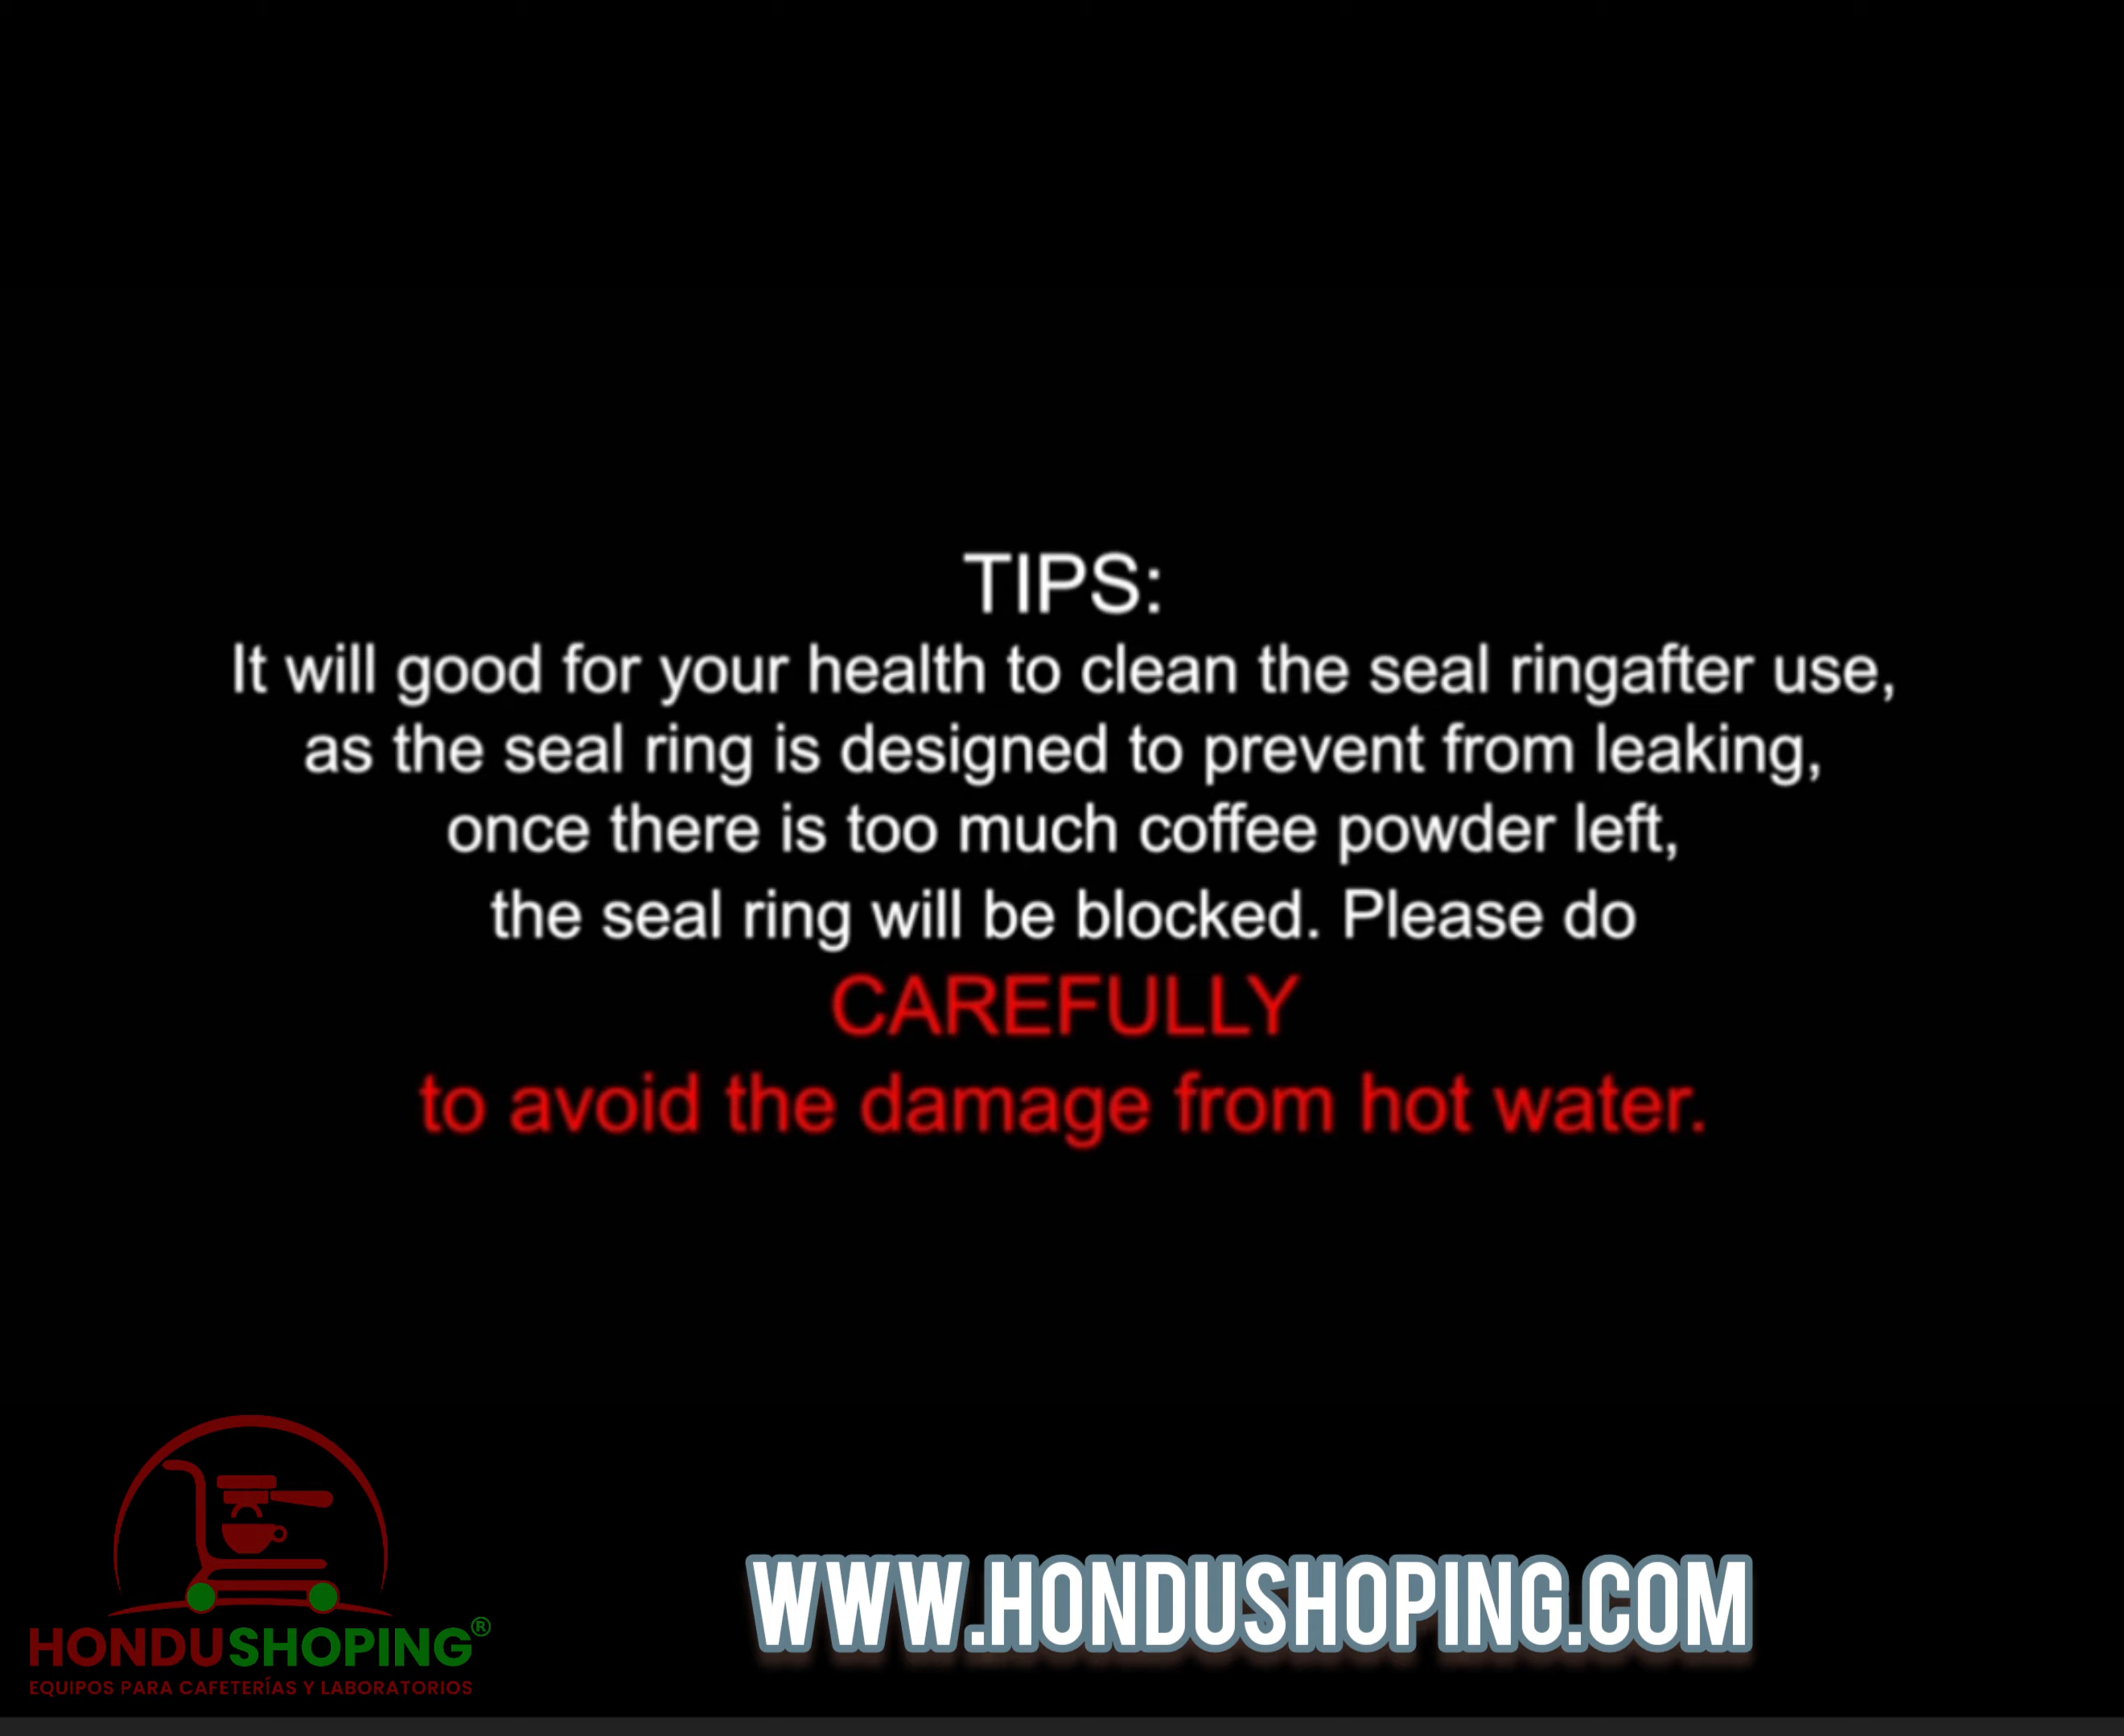 TIPS:
It will good for your health to clean the seal ringafter use,
as the seal ring is designed to prevent from leaking,
once there is too much coffee powder left,
the seal ring will be blocked. Please do
CAREFULLY
to avoid the damage from hot water.
HONDUSHOPING®
EQUIPOS PARA CAFETERÍAS Y LABORATORIOS
WWW.HONDUSHOPING.COM